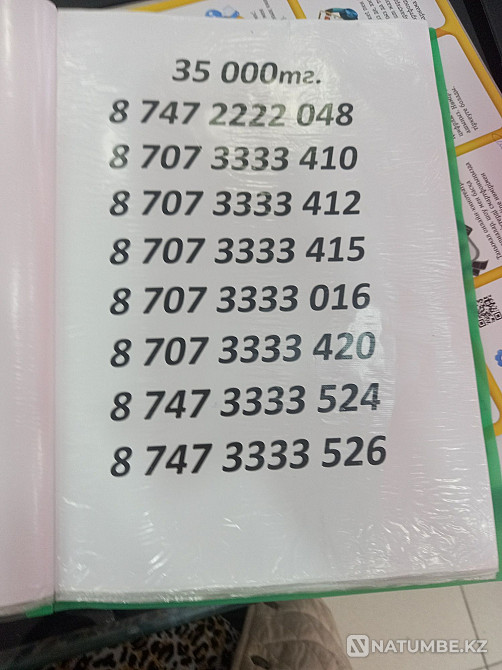 35 000тг.
8 747 2222 048
8 707 3333 410
8 707 3333 412
8 707 3333 415
8 707 3333 016
8 707 3333 420
8 747 3333 524
8 747 3333 526
NATUMBE.KZ